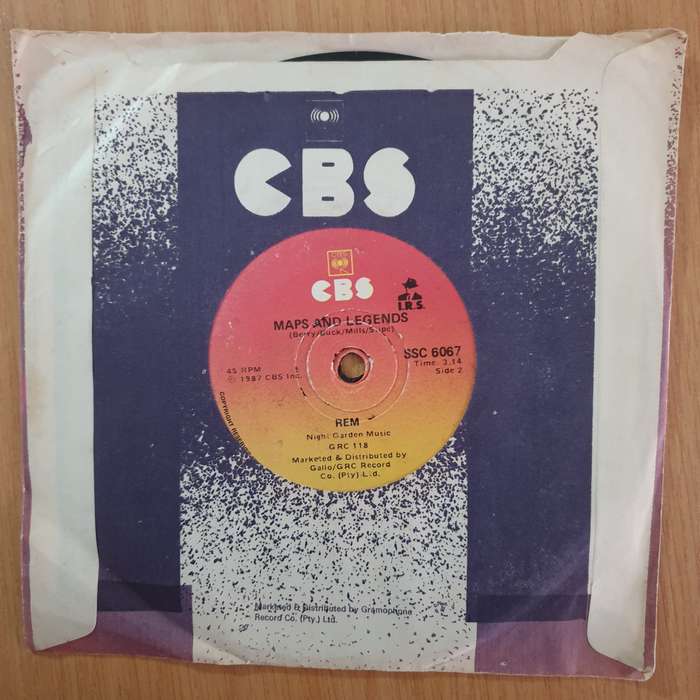 CBS
CBS
I.R.S.
MAPS AND LEGENDS
(Berry/Buck/Mills/Stipe)
SSC 6067
45 RPM
Time. 3.14
℗ 1987 CBS Inc.
Side 2
COPYRIGHT
REM
Night Garden Music
GRC 118
Marketed & Distributed by
Gallo/GRC Record
Co. (Pty) Ltd.
Marketed & Distributed by Gramophone
Record Co. (Pty.) Ltd.